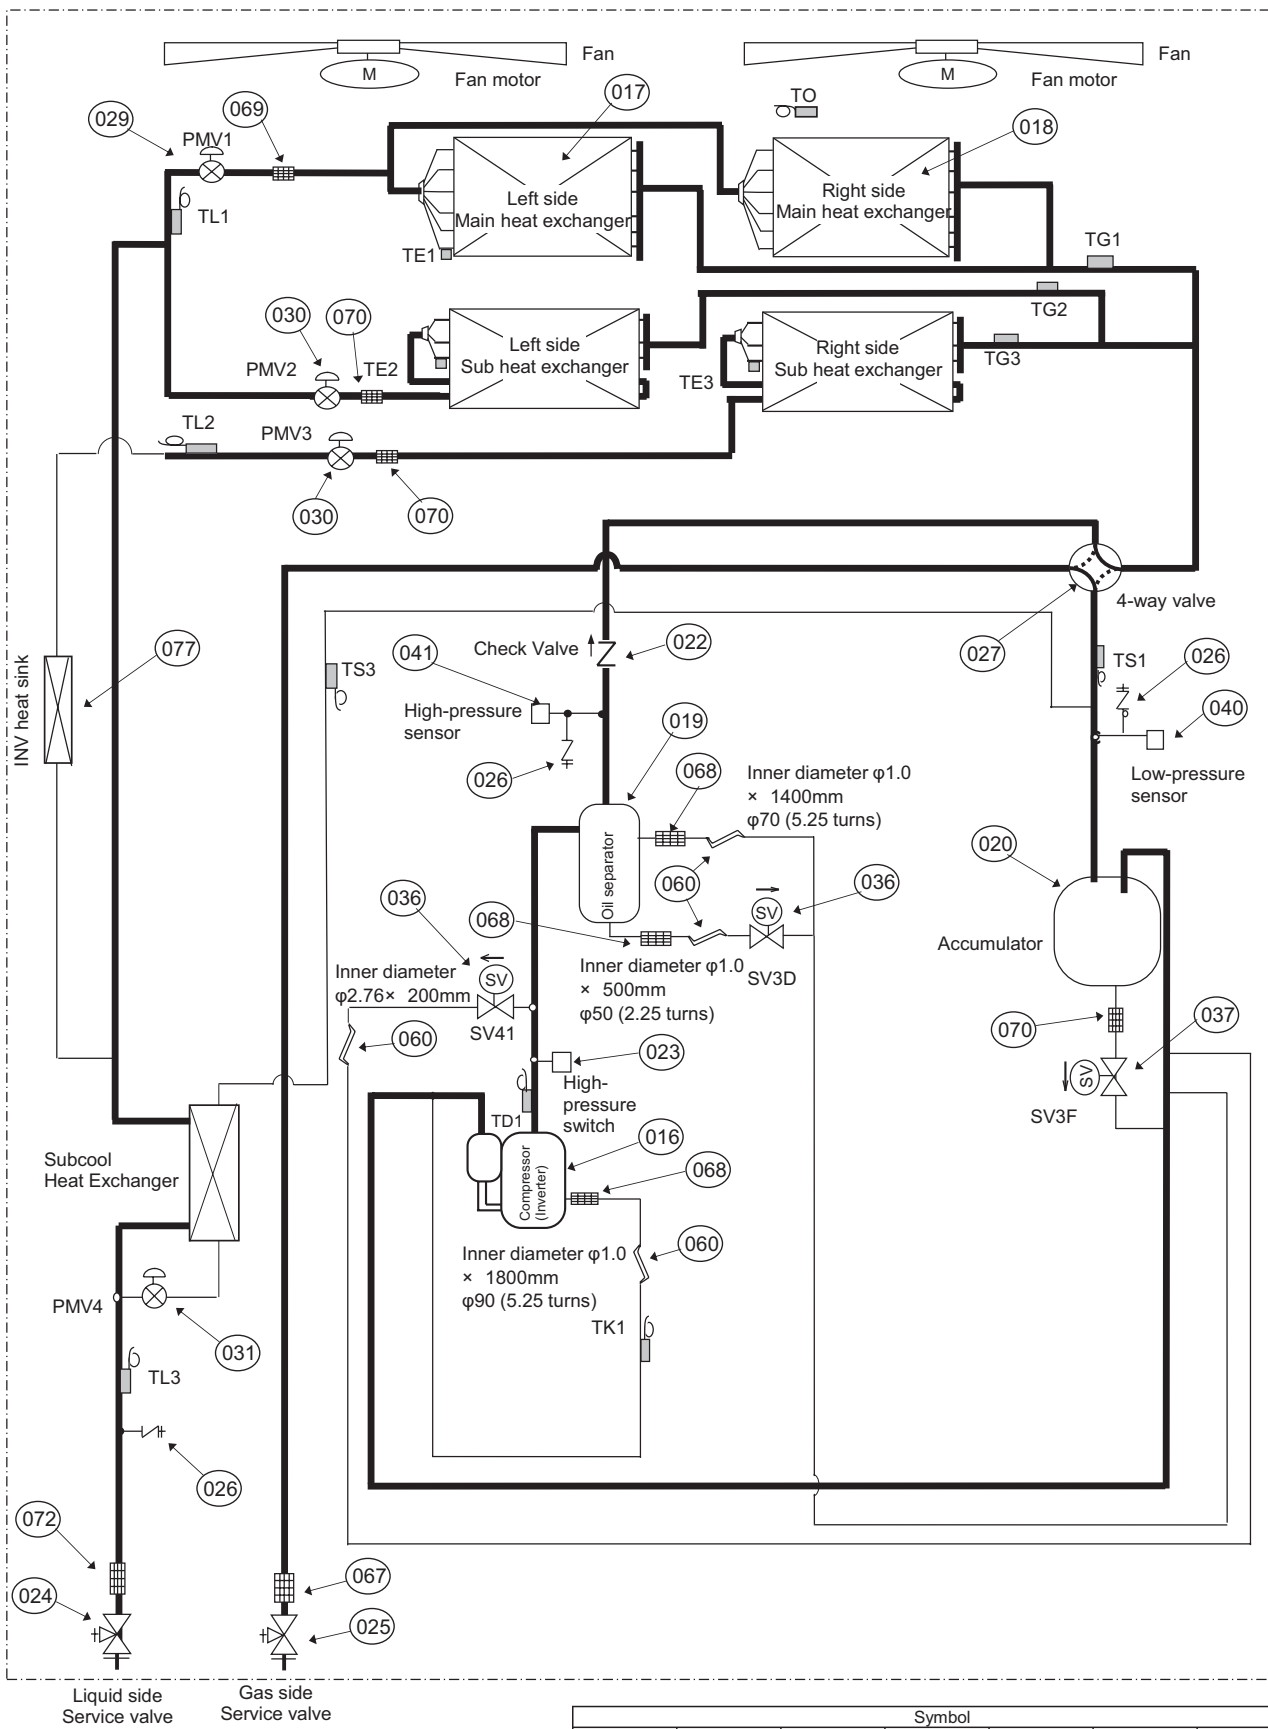 Fan
Fan
M
Fan motor
M
Fan motor
017
TO
069
029
PMV1
018
TL1
Left side
Main heat exchanger
Right side
Main heat exchanger
TE1
TG1
030
070
TG2
PMV2
TE2
Left side
Sub heat exchanger
Right side
Sub heat exchanger
TG3
TE3
TL2
PMV3
030
070
4-way valve
027
INV heat sink
077
TS3
041
Check Valve
022
TS1
026
High-pressure
sensor
019
040
026
068
Inner diameter φ1.0
× 1400mm
φ70 (5.25 turns)
Low-pressure
sensor
Oil separator
020
036
060
SV
036
068
Accumulator
Inner diameter
φ2.76× 200mm
SV
Inner diameter φ1.0
× 500mm
φ50 (2.25 turns)
SV3D
SV41
060
023
070
037
High-
pressure
switch
TD1
SV
SV3F
016
Subcool
Heat Exchanger
Compressor
(Inverter)
068
Inner diameter φ1.0
× 1800mm
φ90 (5.25 turns)
060
PMV4
031
TK1
TL3
026
072
067
024
025
Liquid side
Service valve
Gas side
Service valve
Symbol